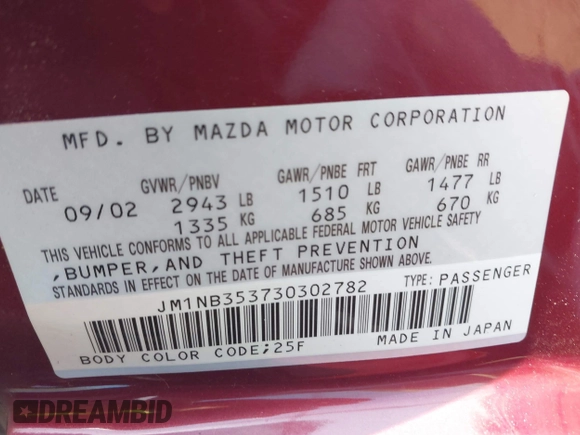 MFD. BY MAZDA MOTOR CORPORATION
DATE GVWR/PNBV GAWR/PNBE FRT GAWR/PNBE RR
09/02 2943 LB 1510 LB 1477 LB
1335 KG 685 KG 670 KG
THIS VEHICLE CONFORMS TO ALL APPLICABLE FEDERAL MOTOR VEHICLE SAFETY
,BUMPER,AND THEFT PREVENTION
STANDARDS IN EFFECT ON THE DATE OF MANUFACTURE SHOWN ABOVE.
JM1NB353730302782 TYPE: PASSENGER
BODY COLOR CODE;25F MADE IN JAPAN
DREAMBID